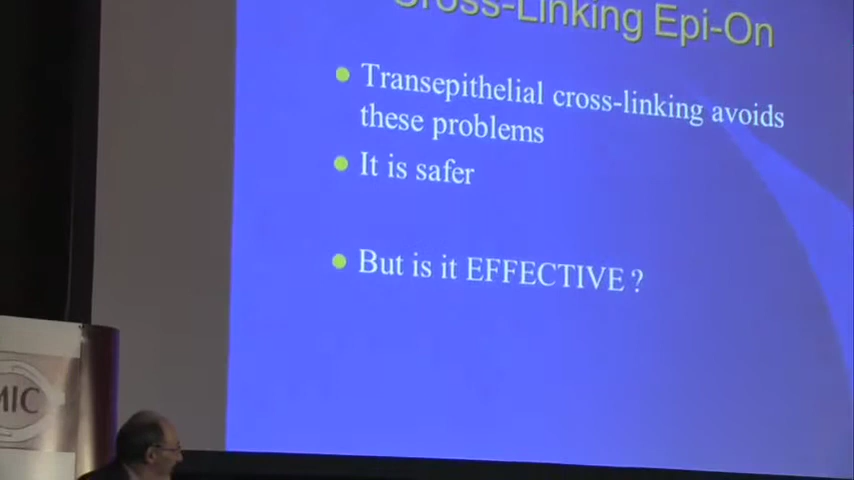 Cross-Linking Epi-On
Transepithelial cross-linking avoids
these problems
It is safer
But is it EFFECTIVE ?
MIC